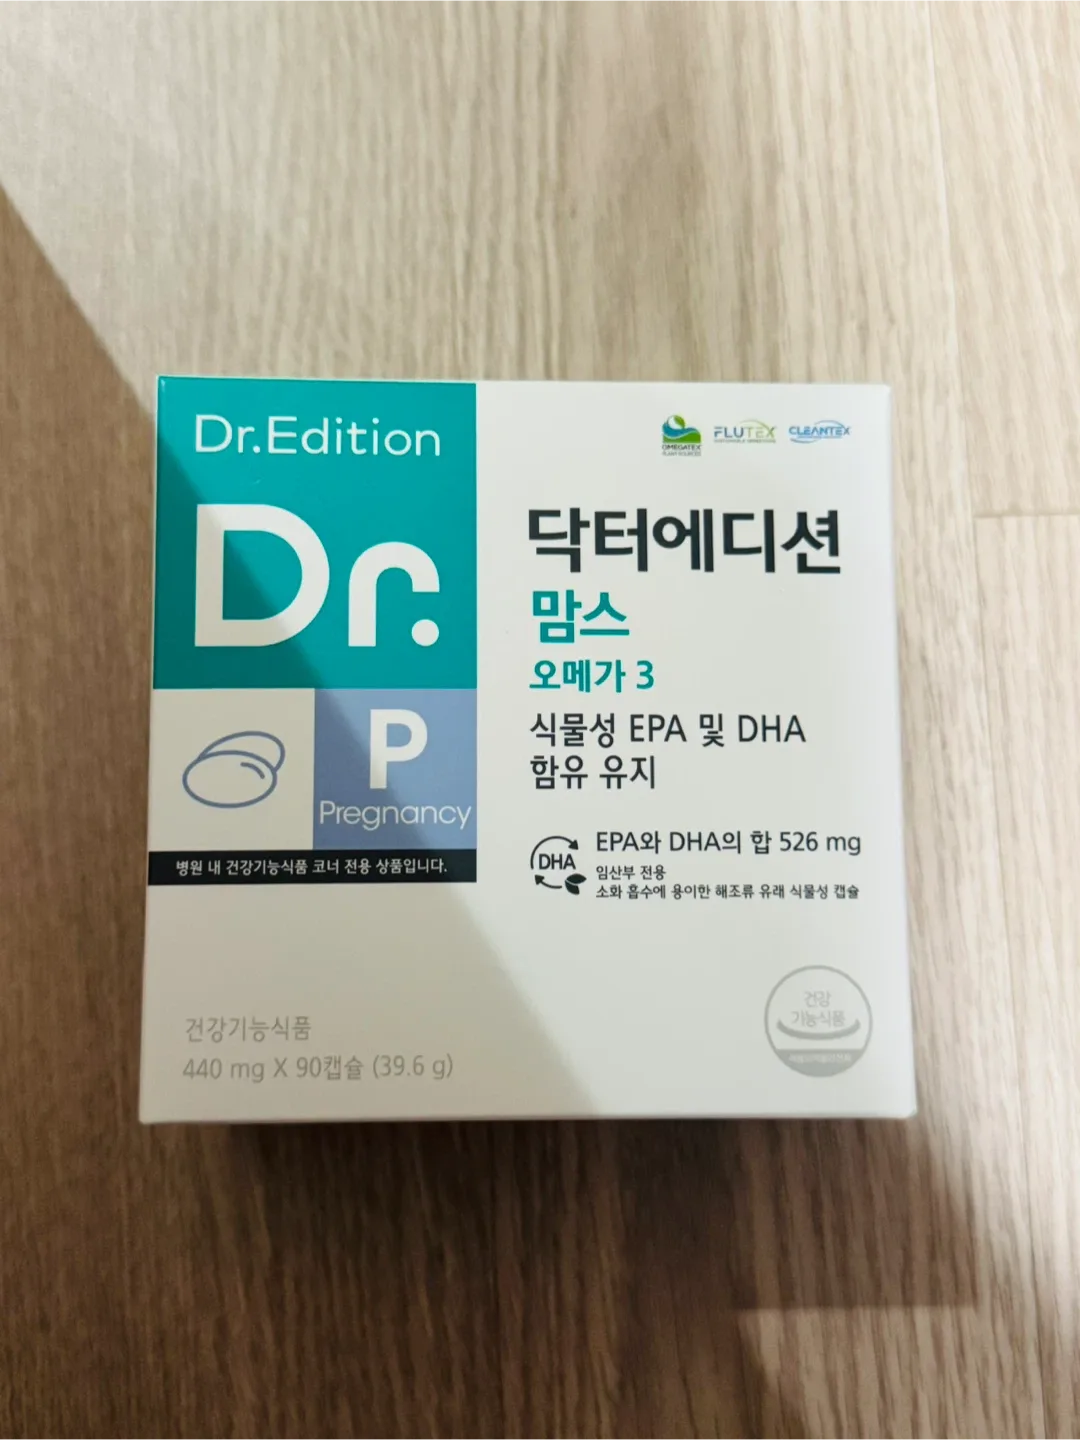 Dr.Edition
Dr.
P
Pregnancy
병원 내 건강기능식품 코너 전용 상품입니다.
OMEGATEX
FLUTEX
CLEANTEX
닥터에디션
맘스
오메가 3
식물성 EPA 및 DHA
함유 유지
DHA
EPA와 DHA의 합 526 mg
임산부 전용
소화 흡수에 용이한 해조류 유래 식물성 캡슐
건강기능식품
440 mg X 90캡슐 (39.6 g)
건강
기능식품